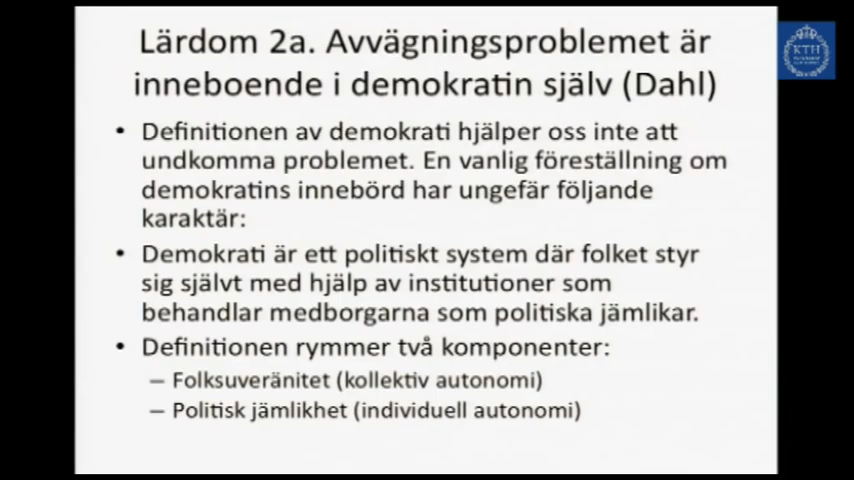 Lärdom 2a. Avvägningsproblemet är
inneboende i demokratin själv (Dahl)
• Definitionen av demokrati hjälper oss inte att
undkomma problemet. En vanlig föreställning om
demokratins innebörd har ungefär följande
karaktär:
• Demokrati är ett politiskt system där folket styr
sig självt med hjälp av institutioner som
behandlar medborgarna som politiska jämlikar.
• Definitionen rymmer två komponenter:
– Folksuveränitet (kollektiv autonomi)
– Politisk jämlikhet (individuell autonomi)
KTH